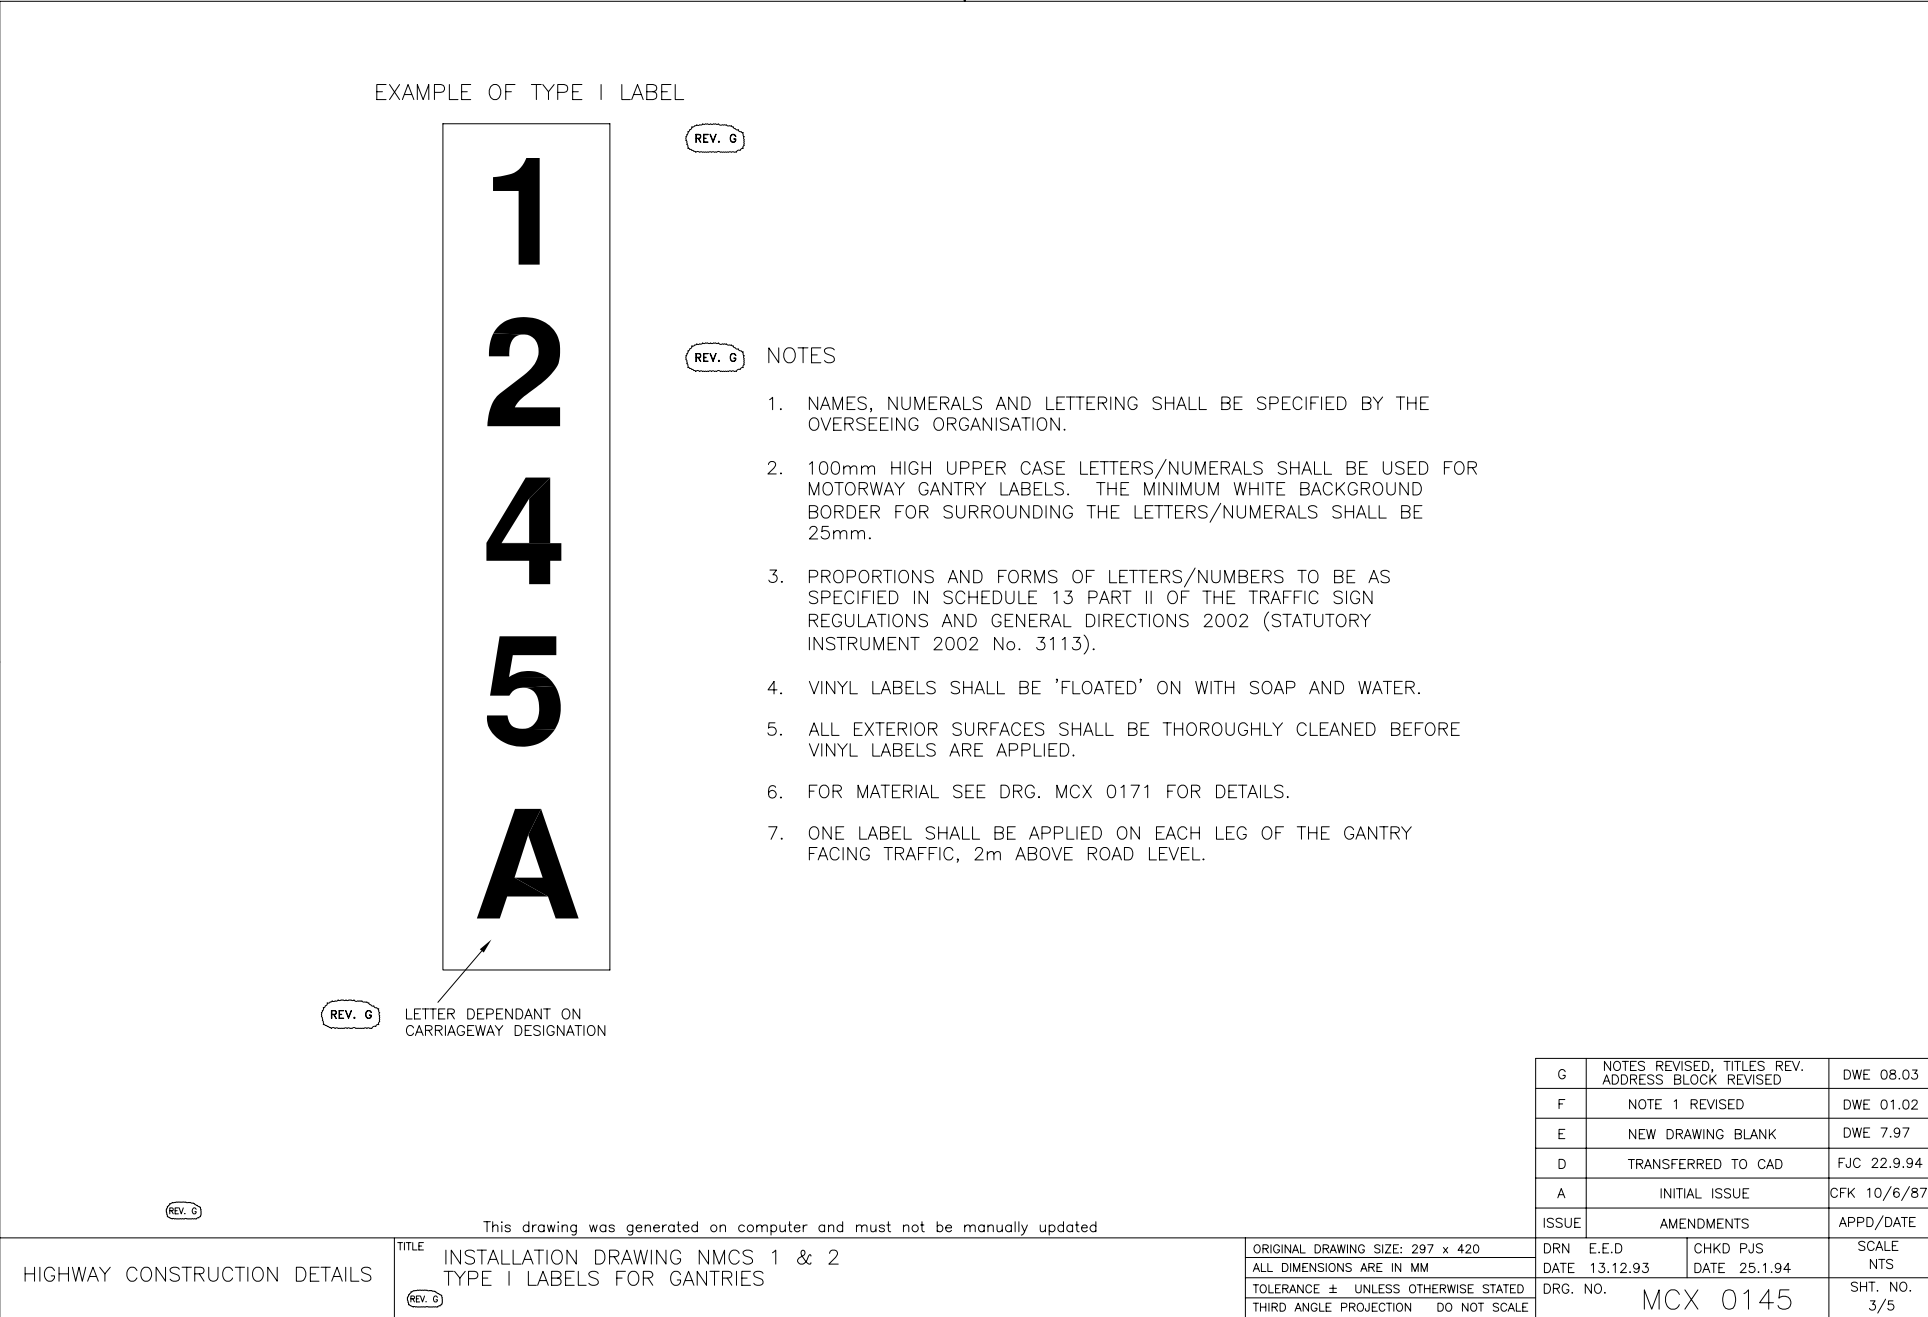 EXAMPLE OF TYPE I LABEL
REV. G
1
2
4
5
A
REV. G
LETTER DEPENDANT ON
CARRIAGEWAY DESIGNATION
REV. G
NOTES
1. NAMES, NUMERALS AND LETTERING SHALL BE SPECIFIED BY THE
OVERSEEING ORGANISATION.
2. 100mm HIGH UPPER CASE LETTERS/NUMERALS SHALL BE USED FOR
MOTORWAY GANTRY LABELS. THE MINIMUM WHITE BACKGROUND
BORDER FOR SURROUNDING THE LETTERS/NUMERALS SHALL BE
25mm.
3. PROPORTIONS AND FORMS OF LETTERS/NUMBERS TO BE AS
SPECIFIED IN SCHEDULE 13 PART II OF THE TRAFFIC SIGN
REGULATIONS AND GENERAL DIRECTIONS 2002 (STATUTORY
INSTRUMENT 2002 No. 3113).
4. VINYL LABELS SHALL BE 'FLOATED' ON WITH SOAP AND WATER.
5. ALL EXTERIOR SURFACES SHALL BE THOROUGHLY CLEANED BEFORE
VINYL LABELS ARE APPLIED.
6. FOR MATERIAL SEE DRG. MCX 0171 FOR DETAILS.
7. ONE LABEL SHALL BE APPLIED ON EACH LEG OF THE GANTRY
FACING TRAFFIC, 2m ABOVE ROAD LEVEL.
G NOTES REVISED, TITLES REV. DWE 08.03
ADDRESS BLOCK REVISED
F NOTE 1 REVISED DWE 01.02
E NEW DRAWING BLANK DWE 7.97
D TRANSFERRED TO CAD FJC 22.9.94
A INITIAL ISSUE CFK 10/6/87
ISSUE AMENDMENTS APPD/DATE
REV. G
This drawing was generated on computer and must not be manually updated
HIGHWAY CONSTRUCTION DETAILS
TITLE
INSTALLATION DRAWING NMCS 1 & 2
TYPE I LABELS FOR GANTRIES
REV. G
ORIGINAL DRAWING SIZE: 297 x 420
ALL DIMENSIONS ARE IN MM
TOLERANCE ± UNLESS OTHERWISE STATED
THIRD ANGLE PROJECTION DO NOT SCALE
DRN E.E.D
DATE 13.12.93
CHKD PJS
DATE 25.1.94
SCALE
NTS
DRG. NO. MCX 0145
SHT. NO.
3/5